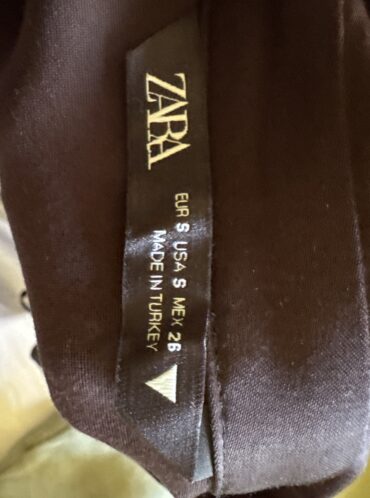 ZARA
EUR S USA S MEX 26
MADE IN TURKEY